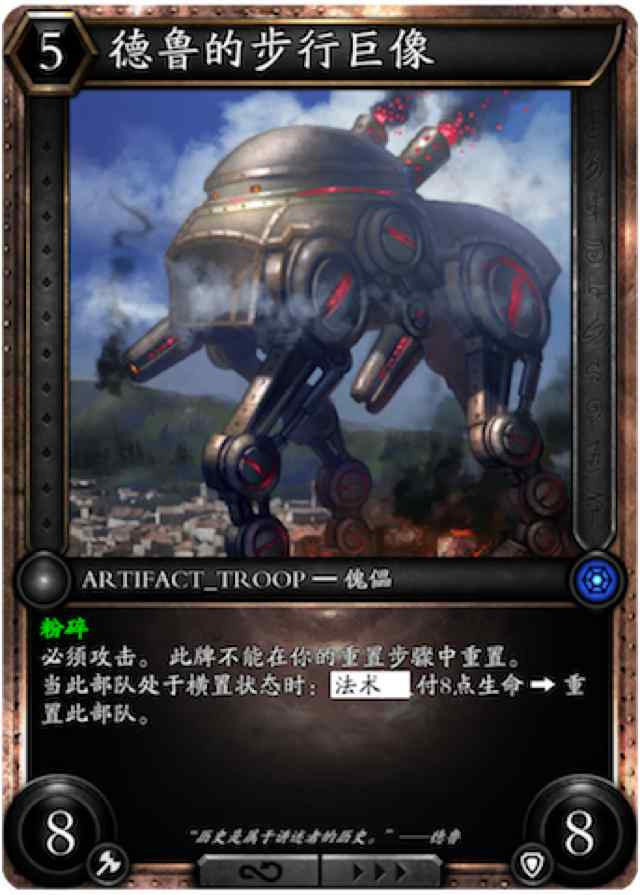 5
德鲁的步行巨像
ARTIFACT_TROOP — 傀儡
粉碎
必须攻击。 此牌不能在你的重置步骤中重置。
当此部队处于横置状态时: 法术 付8点生命 ➡ 重
置此部队。
8
“历史是属于讲述者的历史。” ——德鲁
8